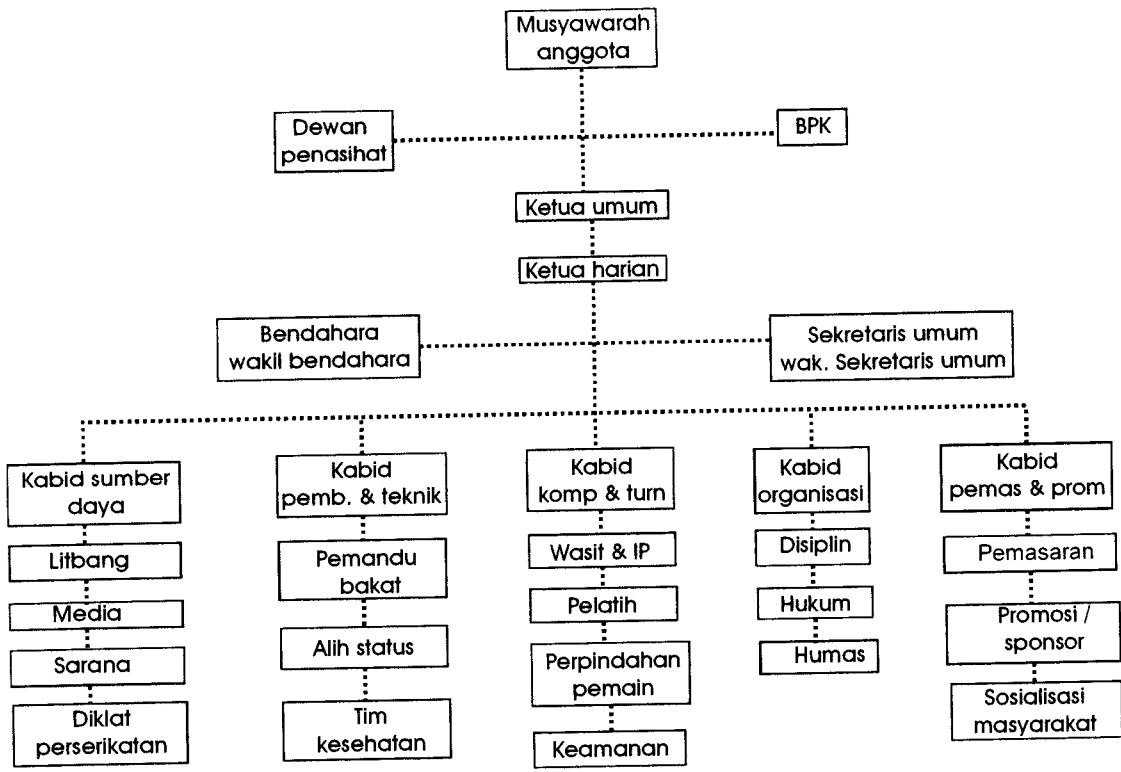 Musyawarah
anggota
Dewan
penasihat
BPK
Ketua umum
Ketua harian
Bendahara
wakil bendahara
Sekretaris umum
wak. Sekretaris umum
Kabid sumber
daya
Kabid
pemb. & teknik
Kabid
komp & turn
Kabid
organisasi
Kabid
pemas & prom
Litbang
Media
Sarana
Diklat
perserikatan
Pemandu
bakat
Alih status
Tim
kesehatan
Wasit & IP
Pelatih
Perpindahan
pemain
Keamanan
Disiplin
Hukum
Humas
Pemasaran
Promosi /
sponsor
Sosialisasi
masyarakat